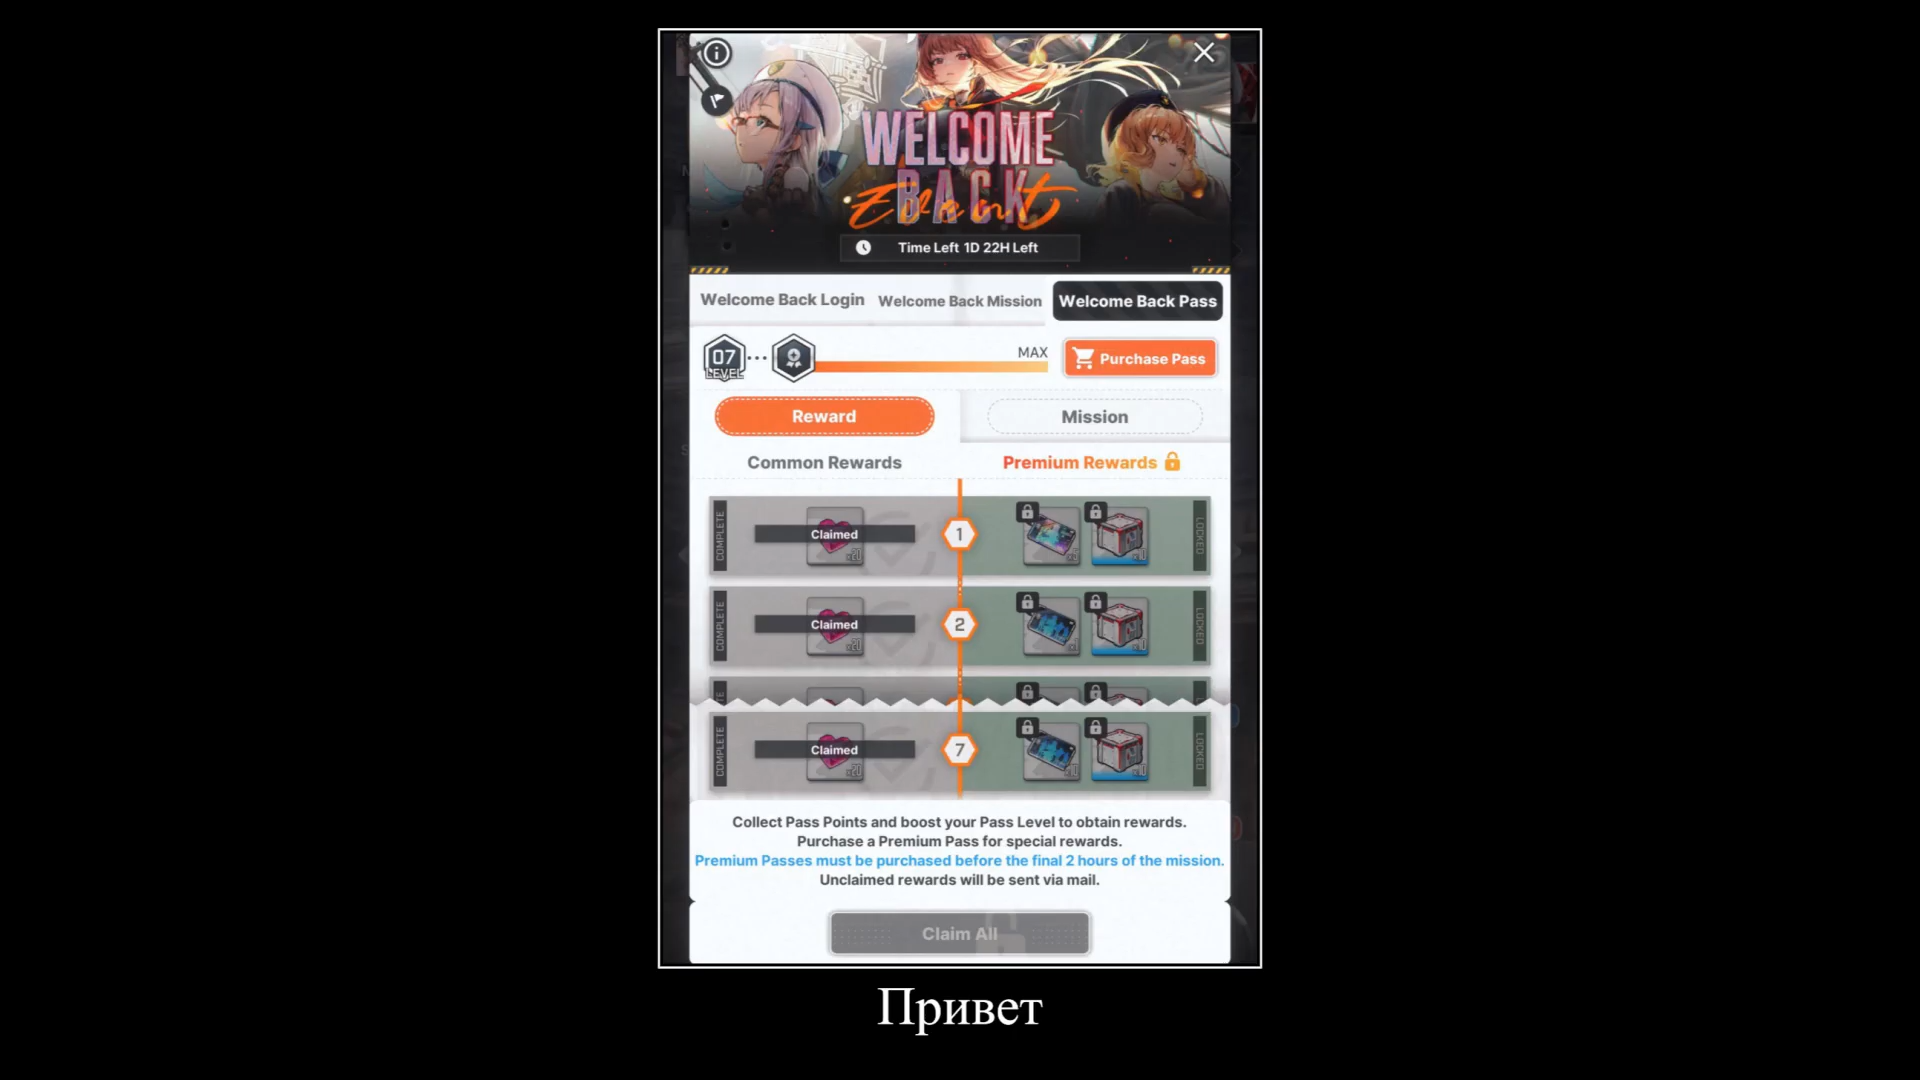 WELCOME
BACK
Event
Time Left 1D 22H Left
Welcome Back Login
Welcome Back Mission
Welcome Back Pass
07
LEVEL
MAX
Purchase Pass
Reward
Mission
Common Rewards
Premium Rewards
COMPLETE
Claimed
x20
1
LOCKED
COMPLETE
Claimed
x20
2
LOCKED
COMPLETE
Claimed
x20
7
LOCKED
Collect Pass Points and boost your Pass Level to obtain rewards.
Purchase a Premium Pass for special rewards.
Premium Passes must be purchased before the final 2 hours of the mission.
Unclaimed rewards will be sent via mail.
Claim All
Привет